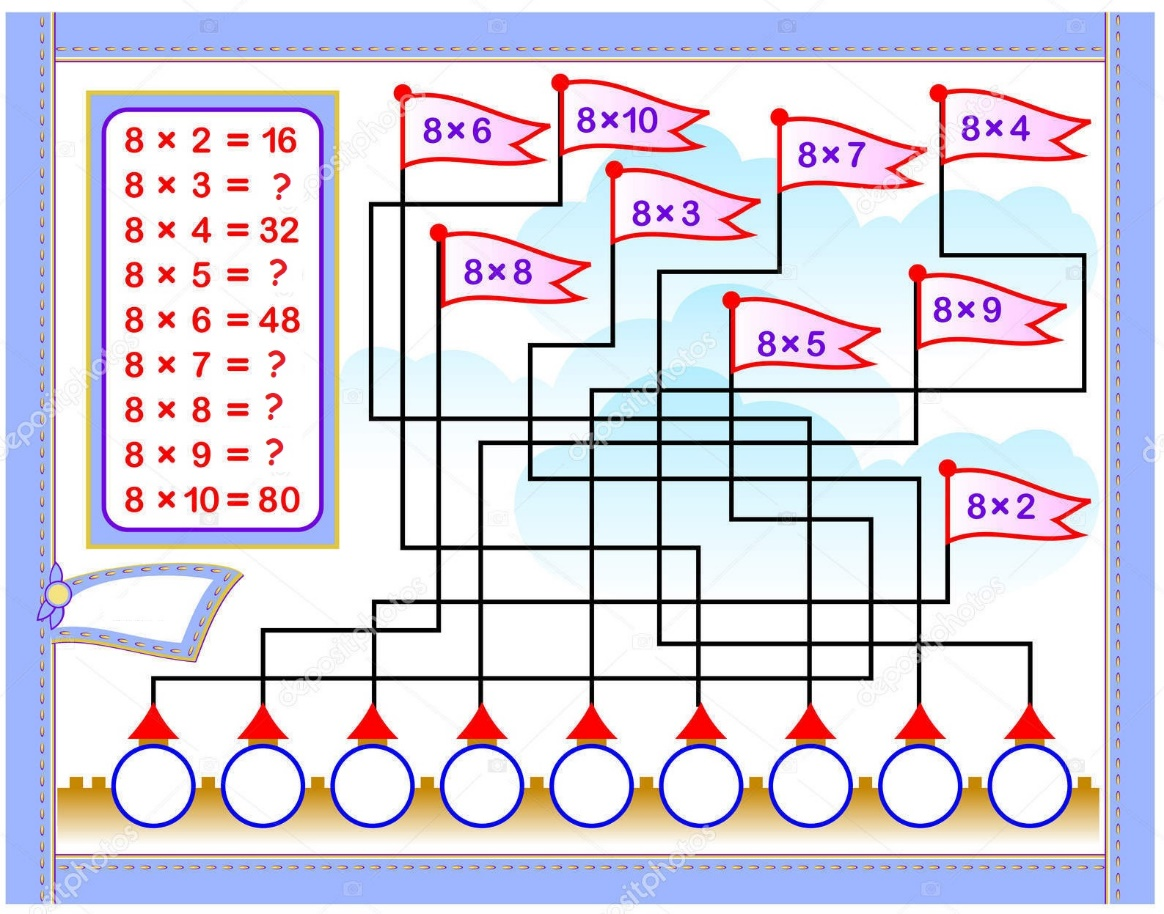 8 × 2 = 16
8 × 3 = ?
8 × 4 = 32
8 × 5 = ?
8 × 6 = 48
8 × 7 = ?
8 × 8 = ?
8 × 9 = ?
8 × 10 = 80
8×6
8×10
8×7
8×4
8×3
8×8
8×9
8×5
8×2
depositphotos